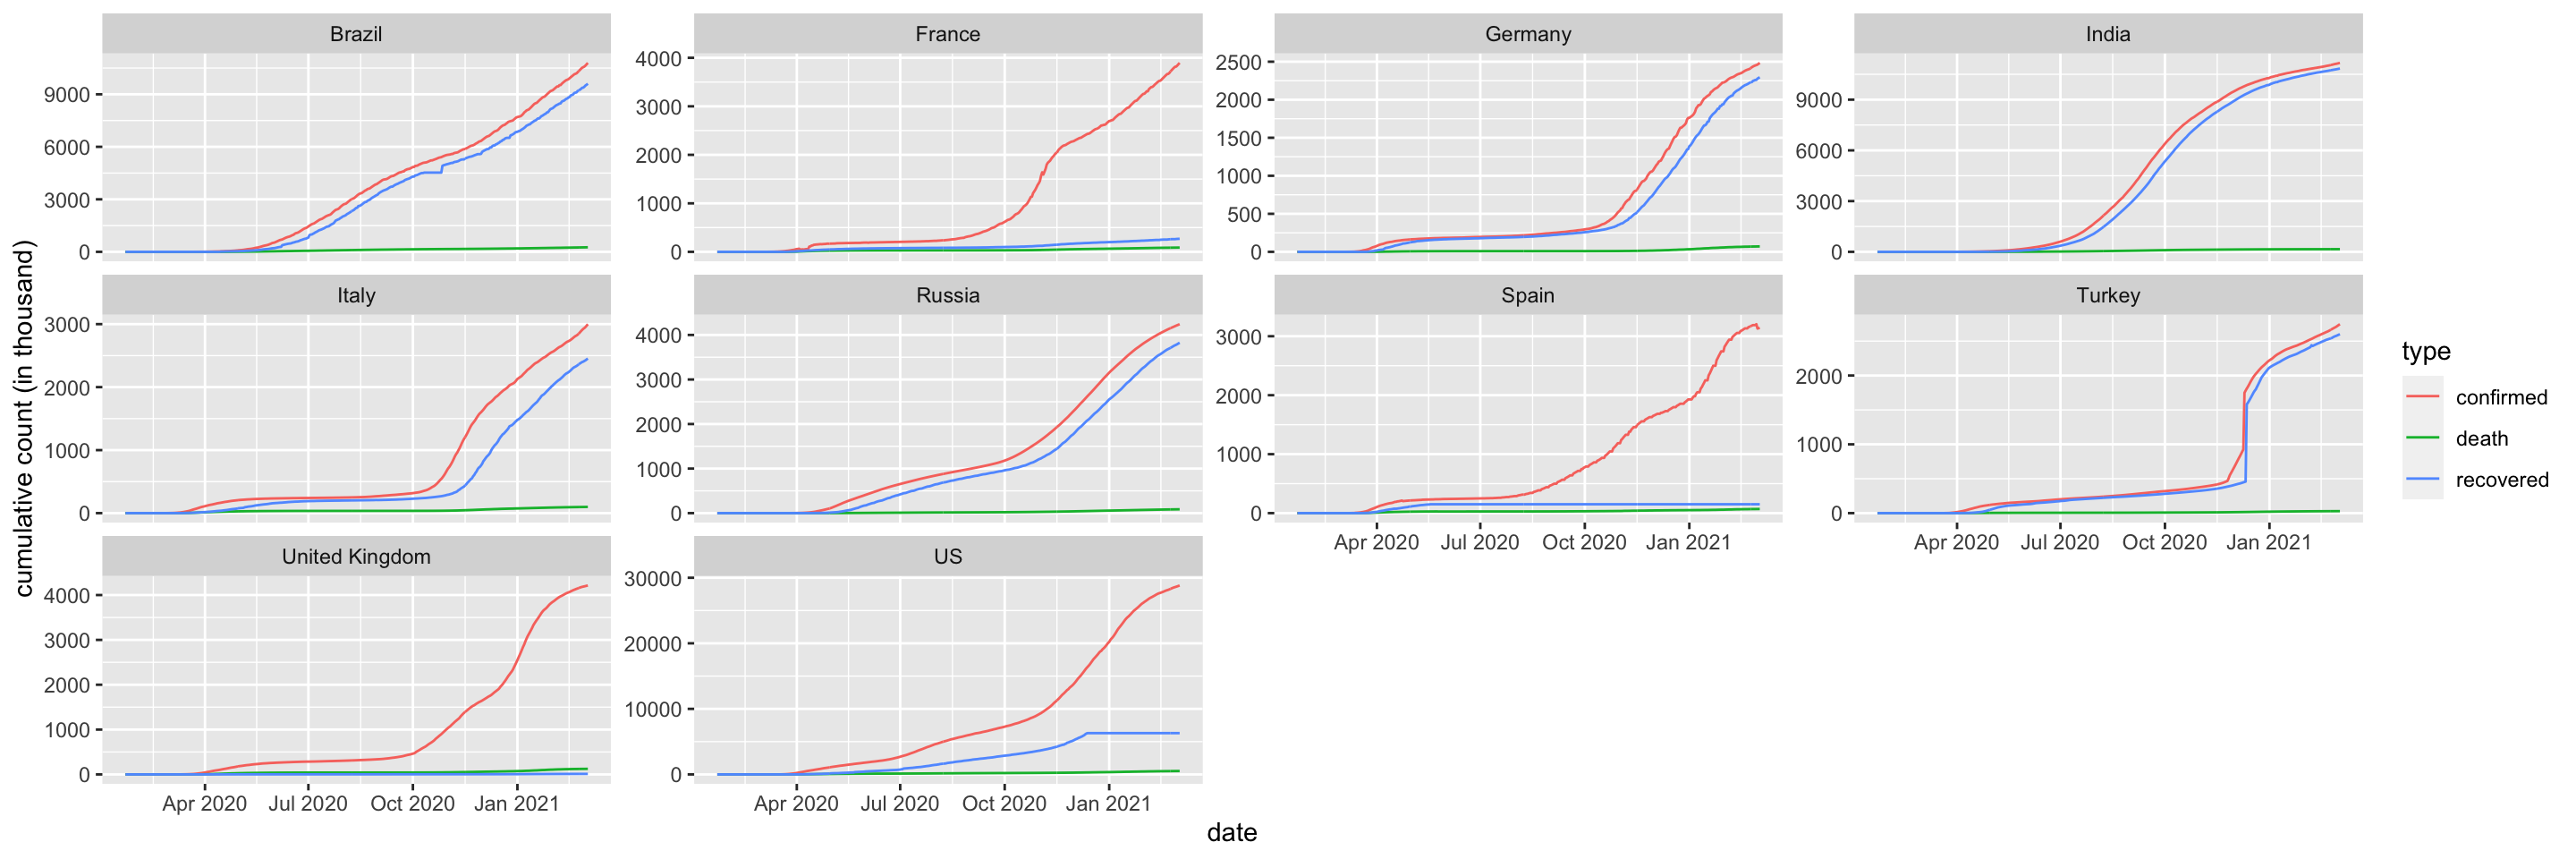 Brazil
France
Germany
India
9000
6000
3000
0
4000
3000
2000
1000
0
2500
2000
1500
1000
500
0
9000
6000
3000
0
Italy
Russia
Spain
Turkey
3000
2000
1000
0
4000
3000
2000
1000
0
3000
2000
1000
0
2000
1000
0
Apr 2020 Jul 2020 Oct 2020 Jan 2021
Apr 2020 Jul 2020 Oct 2020 Jan 2021
United Kingdom
US
4000
3000
2000
1000
0
30000
20000
10000
0
Apr 2020 Jul 2020 Oct 2020 Jan 2021
Apr 2020 Jul 2020 Oct 2020 Jan 2021
cumulative count (in thousand)
date
type
confirmed
death
recovered